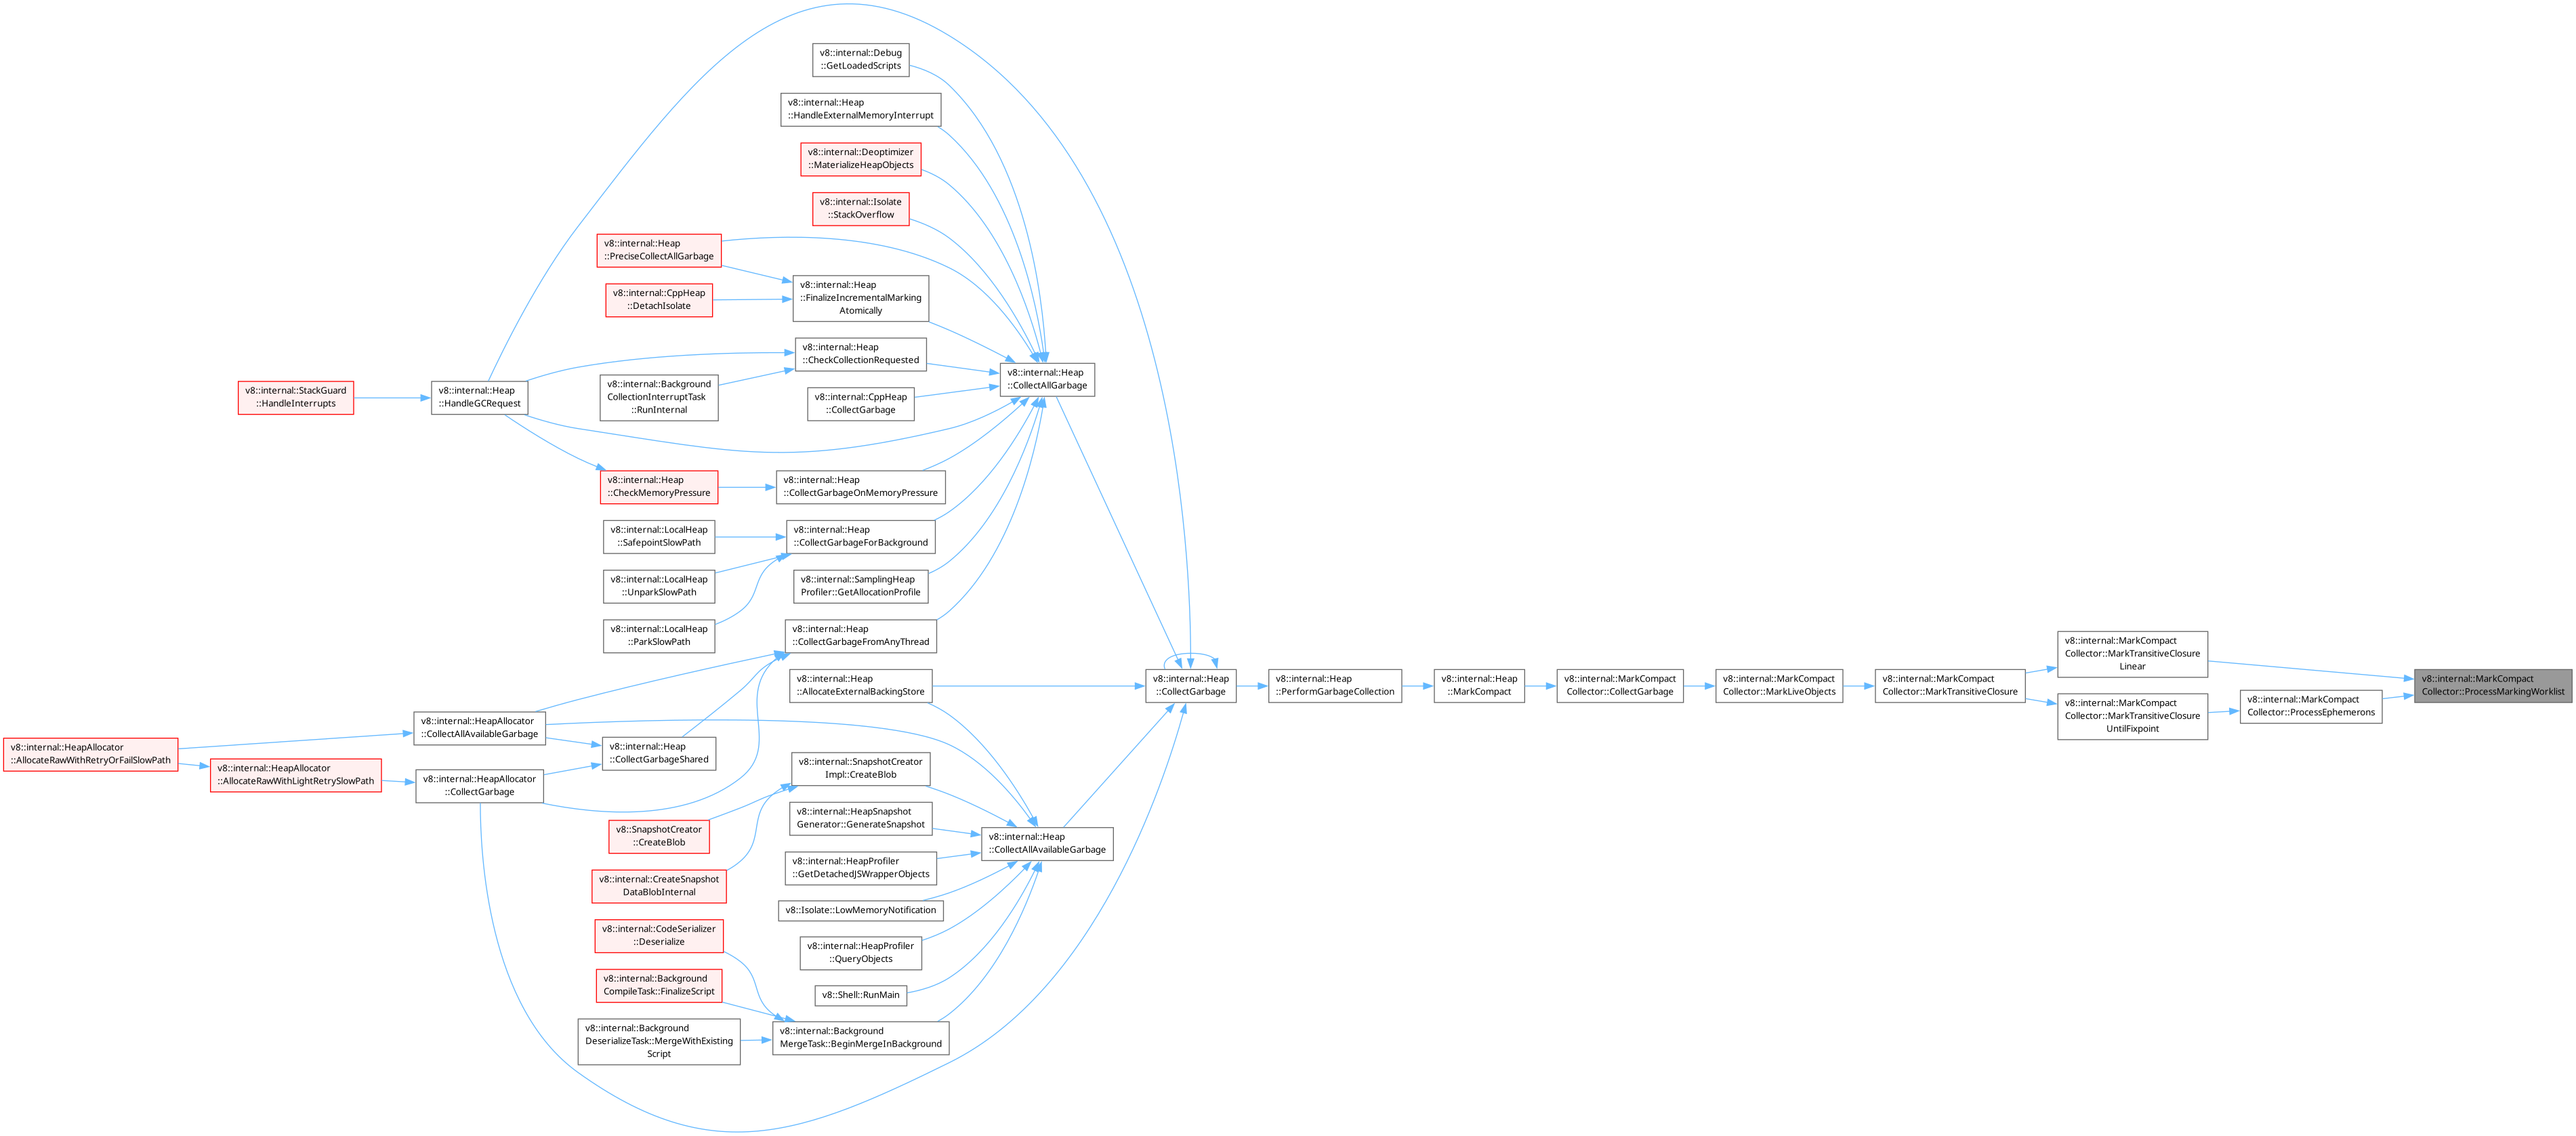 v8::internal::Debug
::GetLoadedScripts
v8::internal::Heap
::HandleExternalMemoryInterrupt
v8::internal::Deoptimizer
::MaterializeHeapObjects
v8::internal::Isolate
::StackOverflow
v8::internal::Heap
::PreciseCollectAllGarbage
v8::internal::Heap
::FinalizeIncrementalMarking
Atomically
v8::internal::CppHeap
::DetachIsolate
v8::internal::Heap
::CheckCollectionRequested
v8::internal::Heap
::CollectAllGarbage
v8::internal::StackGuard
::HandleInterrupts
v8::internal::Heap
::HandleGCRequest
v8::internal::Background
CollectionInterruptTask
::RunInternal
v8::internal::CppHeap
::CollectGarbage
v8::internal::Heap
::CheckMemoryPressure
v8::internal::Heap
::CollectGarbageOnMemoryPressure
v8::internal::LocalHeap
::SafepointSlowPath
v8::internal::Heap
::CollectGarbageForBackground
v8::internal::LocalHeap
::UnparkSlowPath
v8::internal::SamplingHeap
Profiler::GetAllocationProfile
v8::internal::LocalHeap
::ParkSlowPath
v8::internal::Heap
::CollectGarbageFromAnyThread
v8::internal::Heap
::AllocateExternalBackingStore
v8::internal::Heap
::CollectGarbage
v8::internal::Heap
::PerformGarbageCollection
v8::internal::Heap
::MarkCompact
v8::internal::MarkCompact
Collector::CollectGarbage
v8::internal::MarkCompact
Collector::MarkLiveObjects
v8::internal::MarkCompact
Collector::MarkTransitiveClosure
v8::internal::MarkCompact
Collector::MarkTransitiveClosure
Linear
v8::internal::MarkCompact
Collector::MarkTransitiveClosure
UntilFixpoint
v8::internal::MarkCompact
Collector::ProcessEphemerons
v8::internal::MarkCompact
Collector::ProcessMarkingWorklist
v8::internal::HeapAllocator
::AllocateRawWithRetryOrFailSlowPath
v8::internal::HeapAllocator
::AllocateRawWithLightRetrySlowPath
v8::internal::HeapAllocator
::CollectAllAvailableGarbage
v8::internal::HeapAllocator
::CollectGarbage
v8::internal::Heap
::CollectGarbageShared
v8::internal::SnapshotCreator
Impl::CreateBlob
v8::internal::HeapSnapshot
Generator::GenerateSnapshot
v8::SnapshotCreator
::CreateBlob
v8::internal::Heap
::CollectAllAvailableGarbage
v8::internal::HeapProfiler
::GetDetachedJSWrapperObjects
v8::internal::CreateSnapshot
DataBlobInternal
v8::Isolate::LowMemoryNotification
v8::internal::CodeSerializer
::Deserialize
v8::internal::HeapProfiler
::QueryObjects
v8::internal::Background
CompileTask::FinalizeScript
v8::Shell::RunMain
v8::internal::Background
DeserializeTask::MergeWithExisting
Script
v8::internal::Background
MergeTask::BeginMergeInBackground